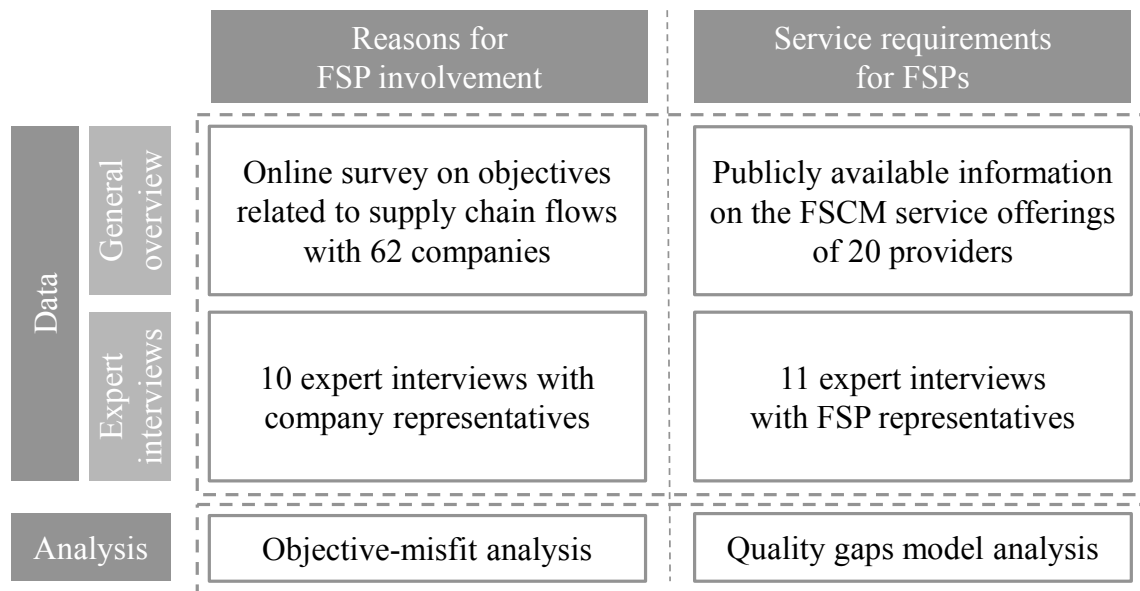 Reasons for
FSP involvement
Service requirements
for FSPs
Data
General
overview
Online survey on objectives
related to supply chain flows
with 62 companies
Publicly available information
on the FSCM service offerings
of 20 providers
Expert
interviews
10 expert interviews with
company representatives
11 expert interviews
with FSP representatives
Analysis
Objective-misfit analysis
Quality gaps model analysis